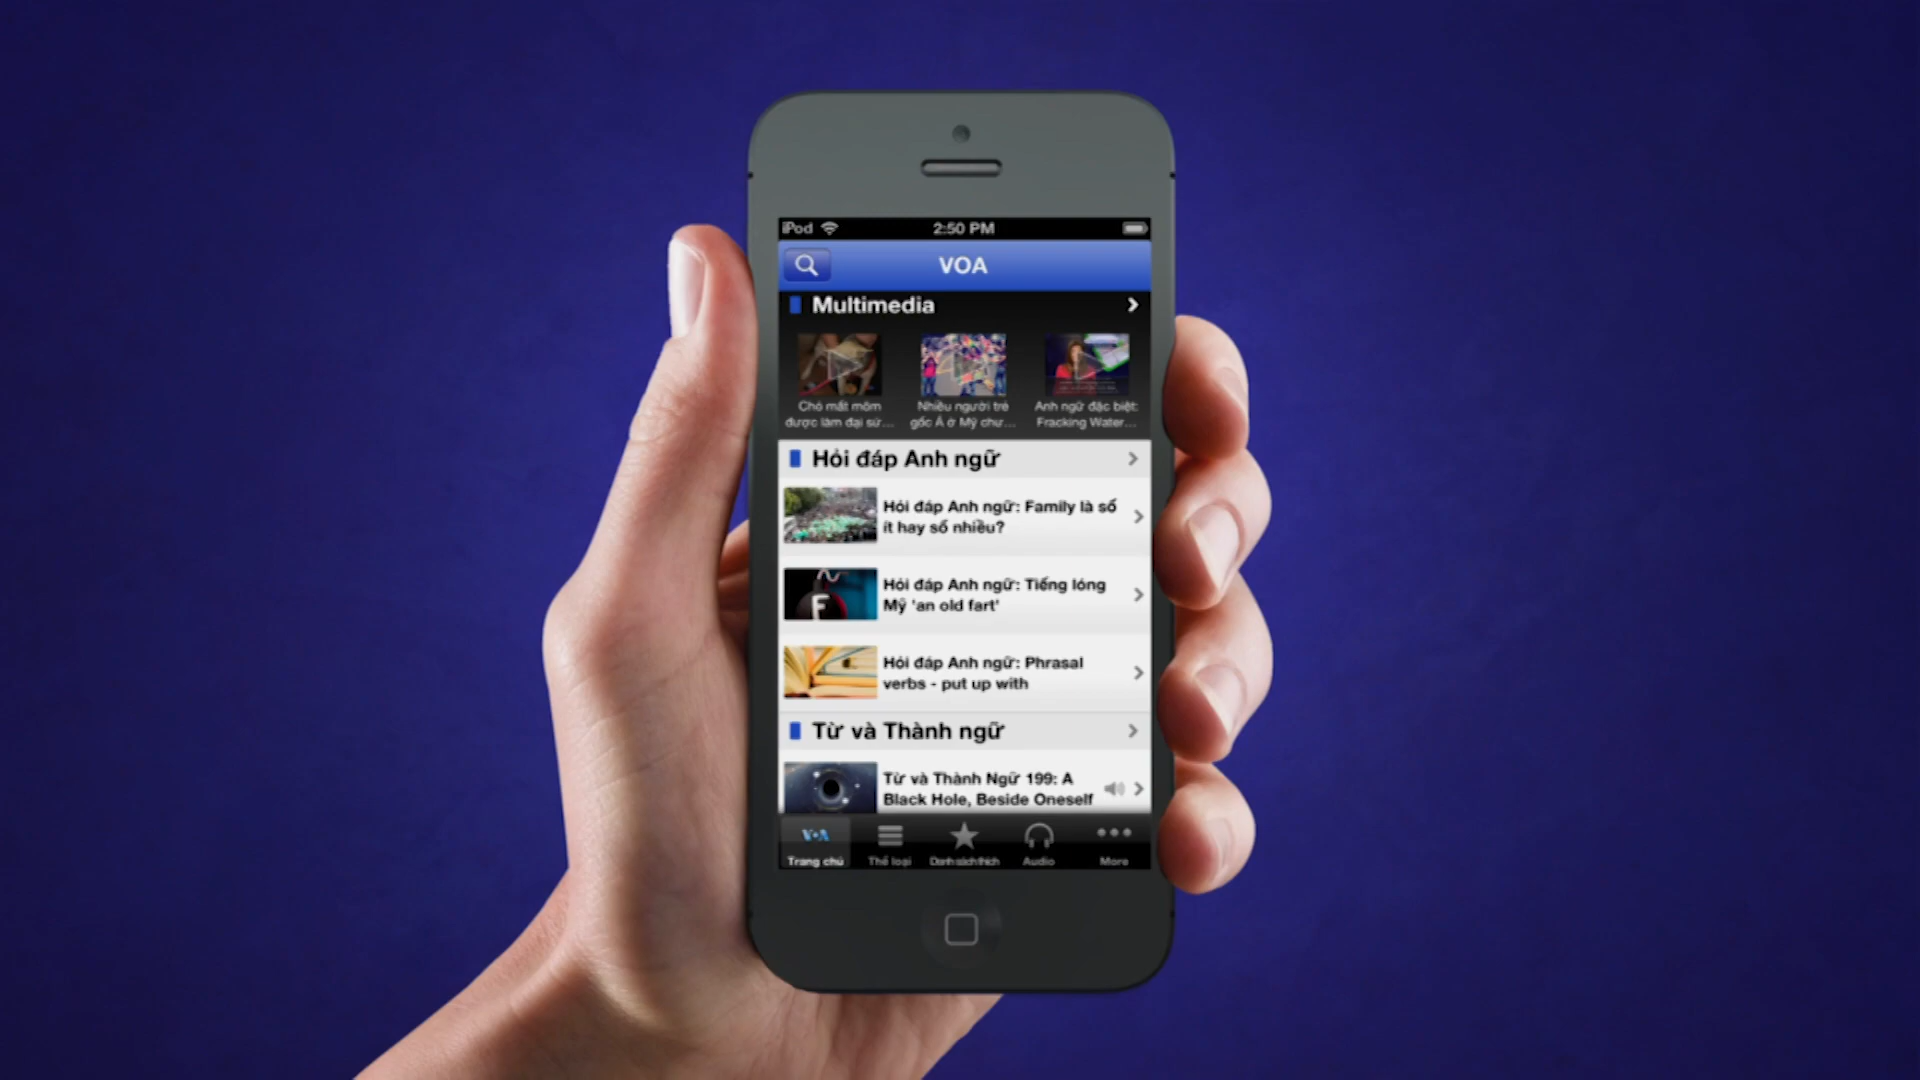 iPod 2:50 PM
VOA
Multimedia
Chó mất mõm
được làm đại sứ...
Nhiều người trẻ
gốc Á ở Mỹ chư...
Anh ngữ đặc biệt:
Fracking Water...
Hỏi đáp Anh ngữ
Hỏi đáp Anh ngữ: Family là số
ít hay số nhiều?
F
Hỏi đáp Anh ngữ: Tiếng lóng
Mỹ 'an old fart'
Hỏi đáp Anh ngữ: Phrasal
verbs - put up with
Từ và Thành ngữ
Từ và Thành Ngữ 199: A
Black Hole, Beside Oneself
VOA
Trang chủ
Thể loại
Danh sách thích
Audio
More